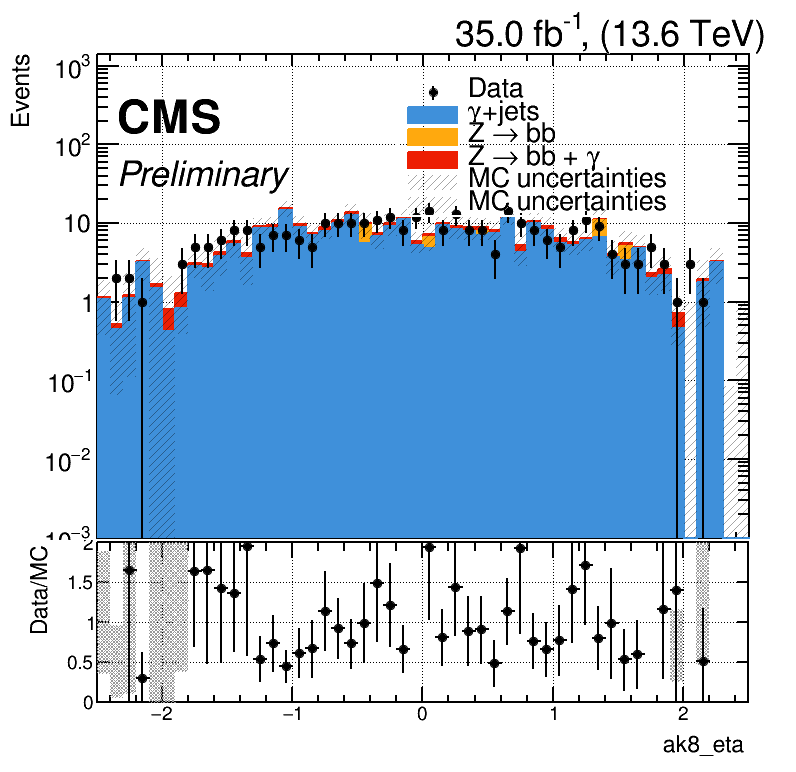 35.0 fb⁻¹, (13.6 TeV)
Events
10³
10²
10
1
10⁻¹
10⁻²
10⁻³
CMS
Preliminary
Data
γ+jets
Z → bb
Z → bb + γ
MC uncertainties
MC uncertainties
Data/MC
2
1.5
1
0.5
0
−2 −1 0 1 2
ak8_eta